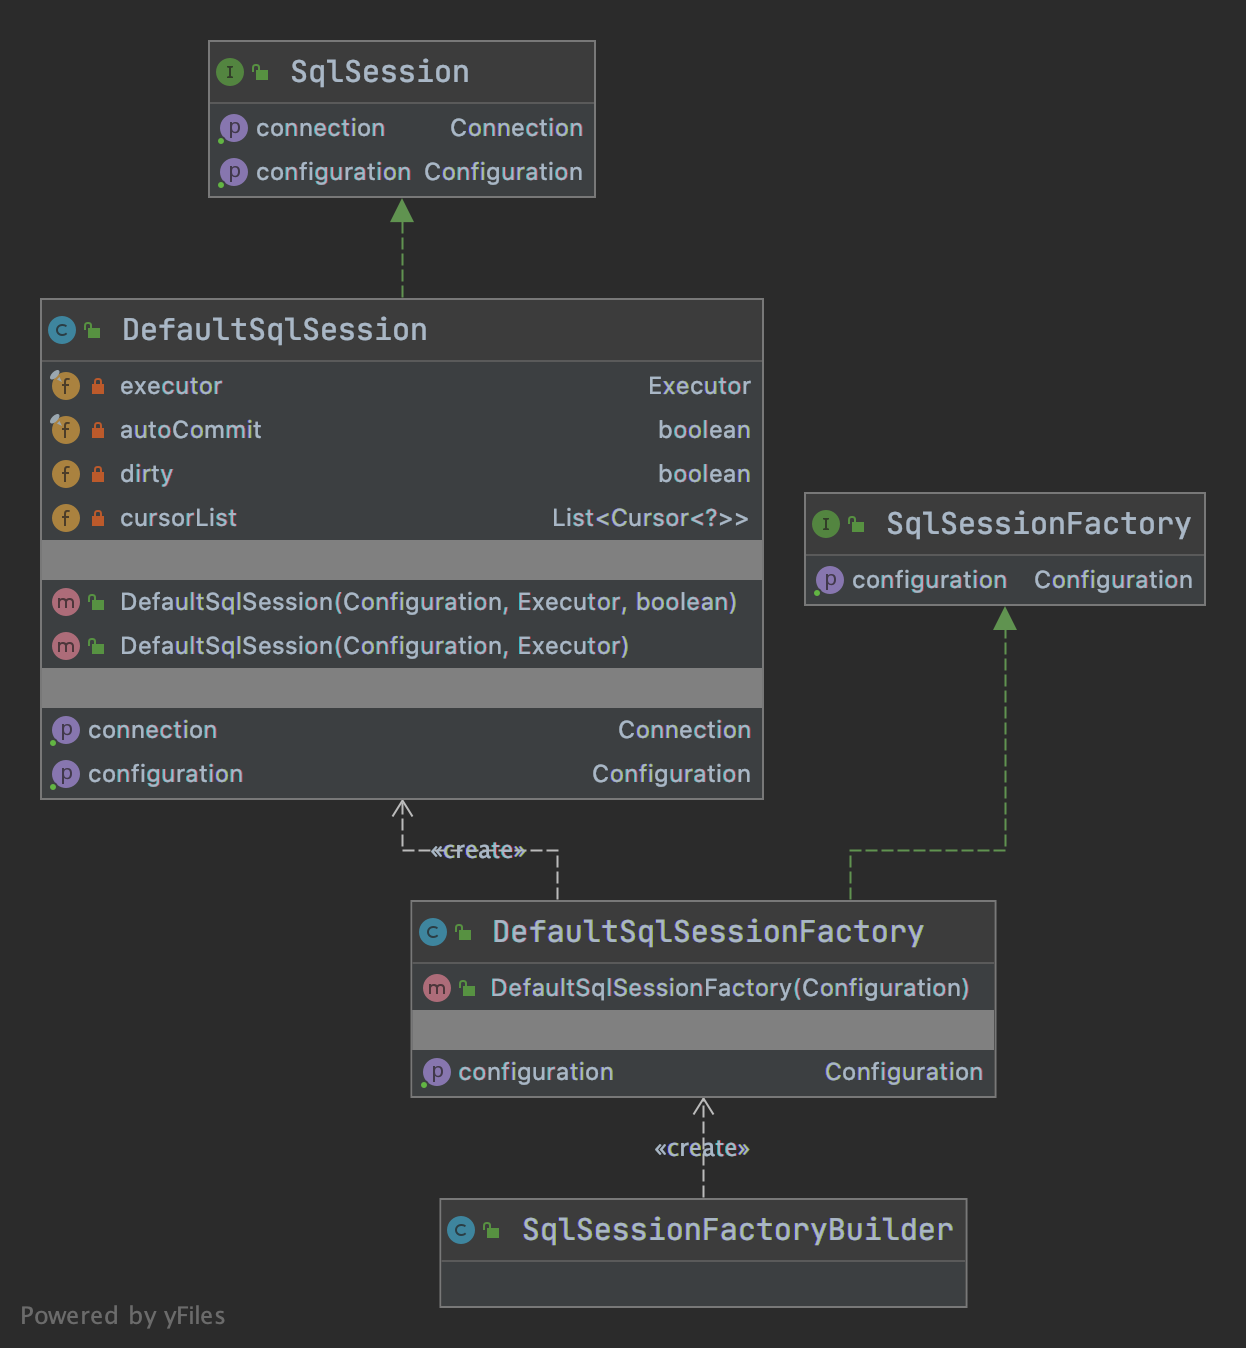 I SqlSession
p connection Connection
p configuration Configuration
C DefaultSqlSession
f executor Executor
f autoCommit boolean
f dirty boolean
f cursorList List<Cursor<?>>
m DefaultSqlSession(Configuration, Executor, boolean)
m DefaultSqlSession(Configuration, Executor)
p connection Connection
p configuration Configuration
I SqlSessionFactory
p configuration Configuration
«create»
C DefaultSqlSessionFactory
m DefaultSqlSessionFactory(Configuration)
p configuration Configuration
«create»
C SqlSessionFactoryBuilder
Powered by yFiles